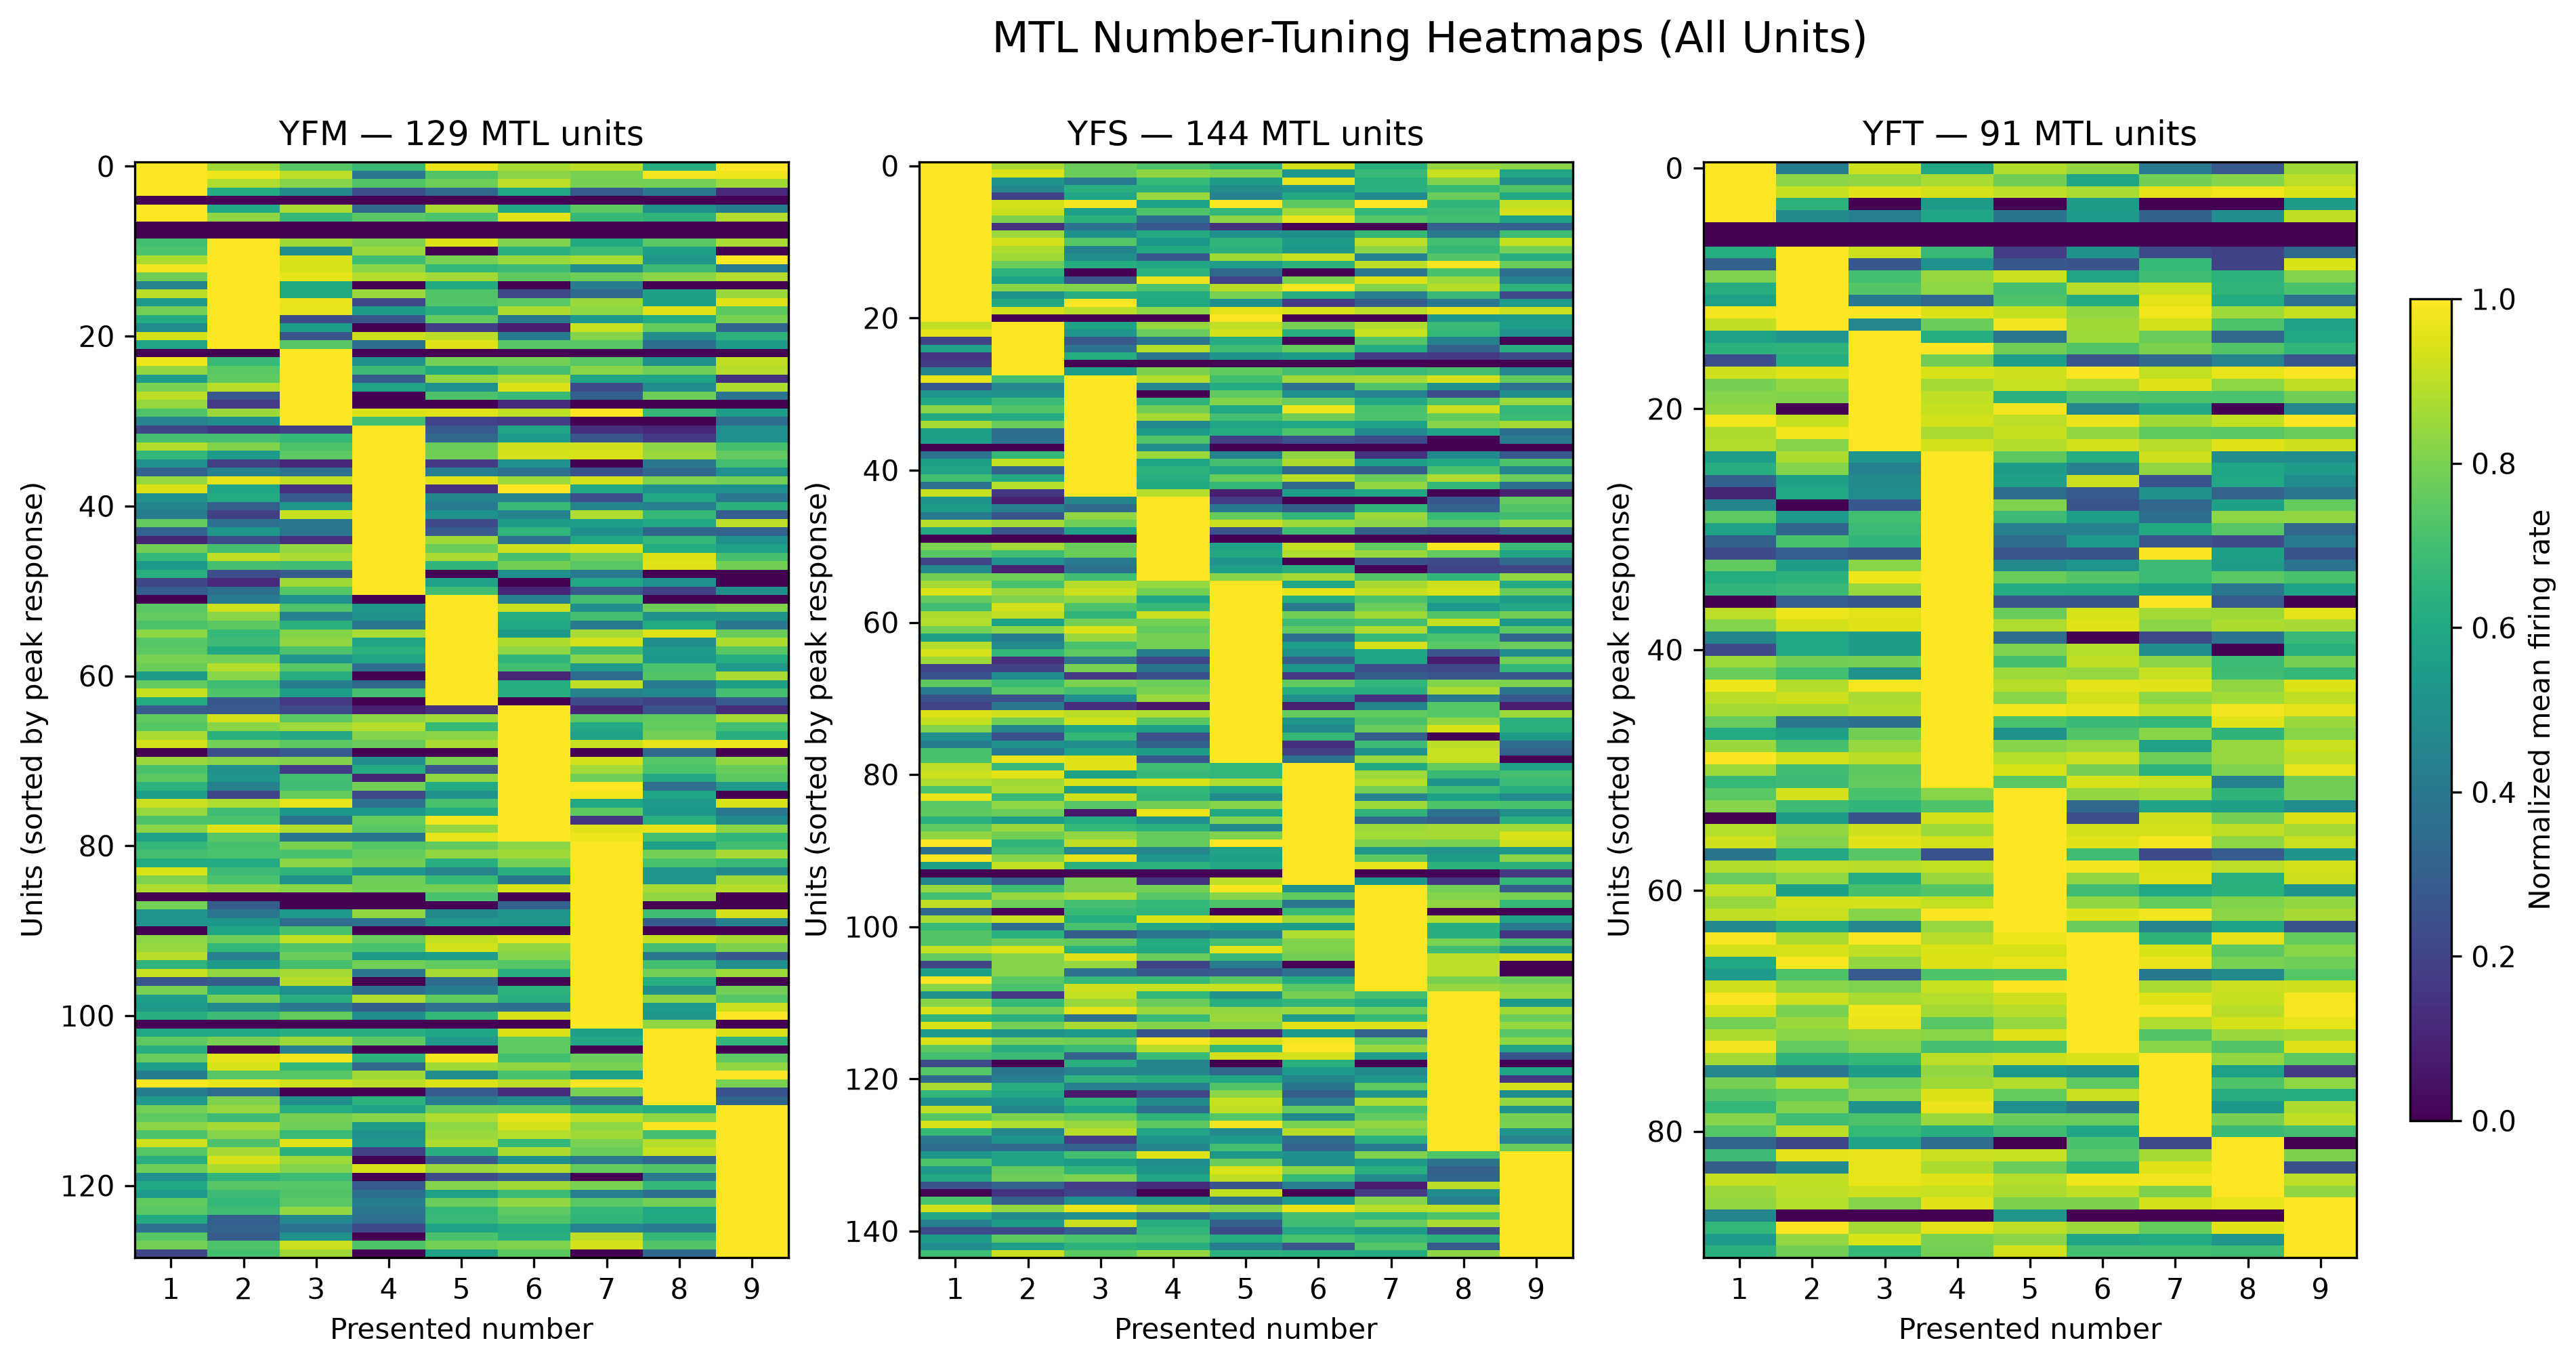 MTL Number-Tuning Heatmaps (All Units)
YFM — 129 MTL units
Units (sorted by peak response)
0
20
40
60
80
100
120
1 2 3 4 5 6 7 8 9
Presented number
YFS — 144 MTL units
Units (sorted by peak response)
0
20
40
60
80
100
120
140
1 2 3 4 5 6 7 8 9
Presented number
YFT — 91 MTL units
Units (sorted by peak response)
0
20
40
60
80
1 2 3 4 5 6 7 8 9
Presented number
1.0
0.8
0.6
0.4
0.2
0.0
Normalized mean firing rate